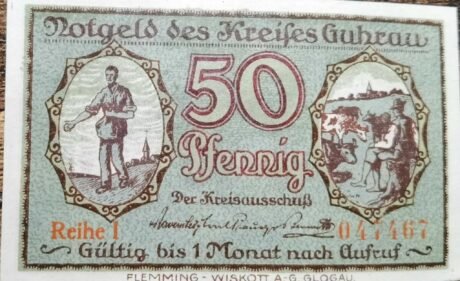 Notgeld des Kreises Guhrau
50
Pfennig
Der Kreisausschuß
Reihe I
047467
Gültig bis 1 Monat nach Aufruf
FLEMMING-WISKOTT A-G GLOGAU.